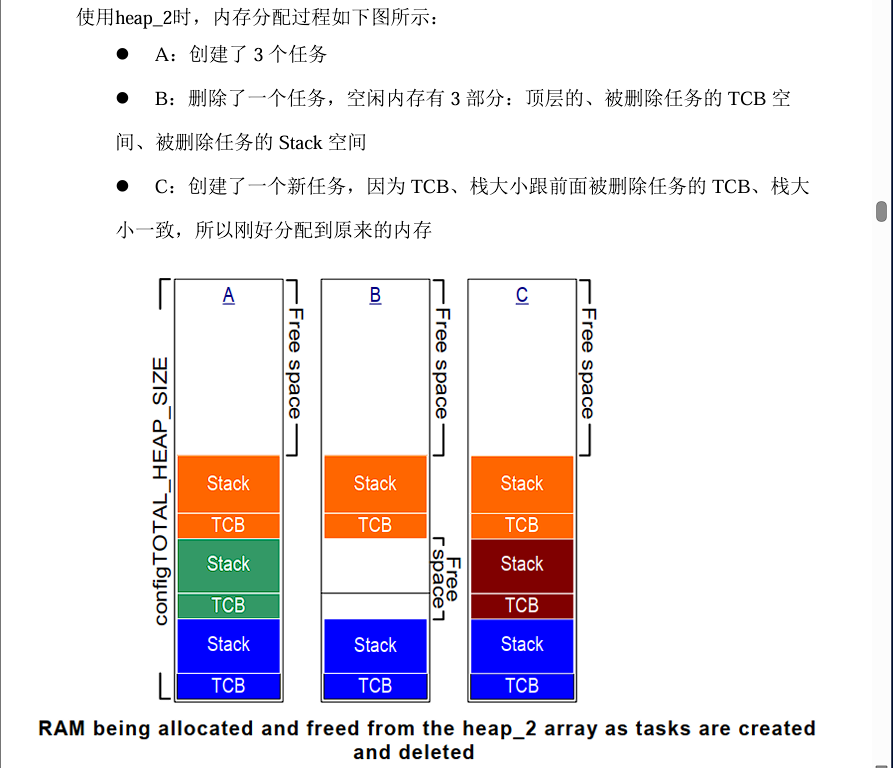 使用heap_2时，内存分配过程如下图所示：
● A：创建了 3 个任务
● B：删除了一个任务，空闲内存有 3 部分：顶层的、被删除任务的 TCB 空
间、被删除任务的 Stack 空间
● C：创建了一个新任务，因为 TCB、栈大小跟前面被删除任务的 TCB、栈大
小一致，所以刚好分配到原来的内存
configTOTAL_HEAP_SIZE
A
Free space
Stack
TCB
Stack
TCB
Stack
TCB
B
Free space
Stack
TCB
Free
space
Stack
TCB
C
Free space
Stack
TCB
Stack
TCB
Stack
TCB
RAM being allocated and freed from the heap_2 array as tasks are created
and deleted